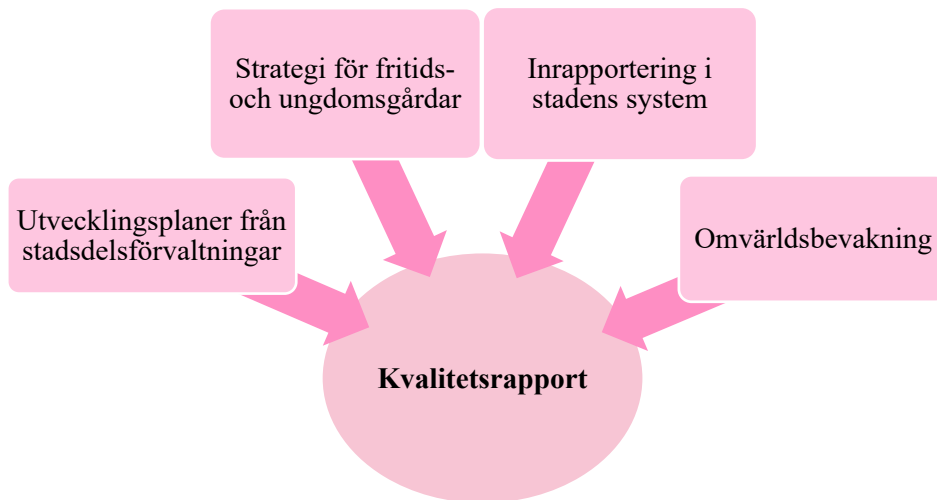 Strategi för fritids-
och ungdomsgårdar
Inrapportering i
stadens system
Utvecklingsplaner från
stadsdelsförvaltningar
Omvärldsbevakning
Kvalitetsrapport